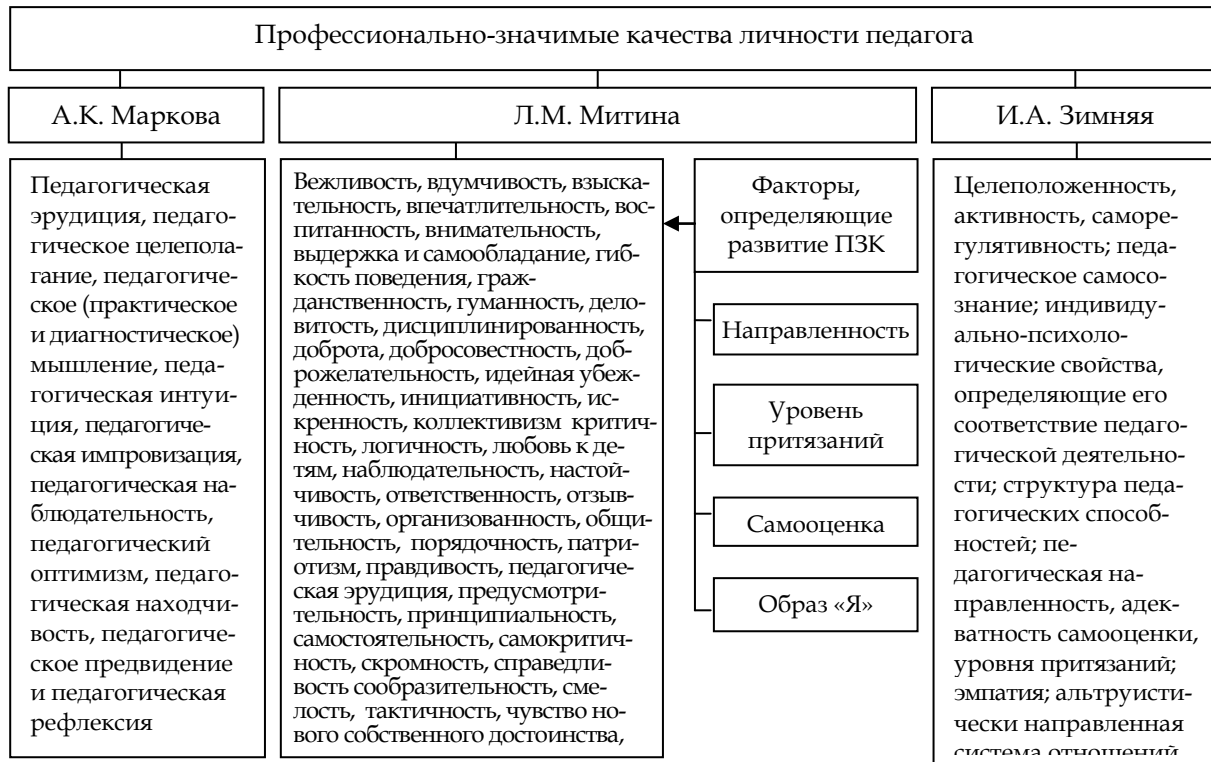 Профессионально-значимые качества личности педагога
А.К. Маркова
Педагогическая
эрудиция, педаго-
гическое целепола-
гание, педагогиче-
ское (практическое
и диагностическое)
мышление, педа-
гогическая интуи-
ция, педагогиче-
ская импровизация,
педагогическая на-
блюдательность,
педагогический
оптимизм, педаго-
гическая находчи-
вость, педагогиче-
ское предвидение
и педагогическая
рефлексия
Л.М. Митина
Вежливость, вдумчивость, взыска-
тельность, впечатлительность, вос-
питанность, внимательность,
выдержка и самообладание, гиб-
кость поведения, граж-
данственность, гуманность, дело-
витость, дисциплинированность,
доброта, добросовестность, доб-
рожелательность, идейная убеж-
денность, инициативность, ис-
кренность, коллективизм критич-
ность, логичность, любовь к де-
тям, наблюдательность, настой-
чивость, ответственность, отзыв-
чивость, организованность, общи-
тельность, порядочность, патри-
отизм, правдивость, педагогиче-
ская эрудиция, предусмотри-
тельность, принципиальность,
самостоятельность, самокритич-
ность, скромность, справедли-
вость сообразительность, сме-
лость, тактичность, чувство но-
вого собственного достоинства,
Факторы,
определяющие
развитие ПЗК
Направленность
Уровень
притязаний
Самооценка
Образ «Я»
И.А. Зимняя
Целеположенность,
активность, саморе-
гулятивность; педа-
гогическое самосо-
знание; индивиду-
ально-психоло-
гические свойства,
определяющие его
соответствие педаго-
гической деятельно-
сти; структура педа-
гогических способ-
ностей; пе-
дагогическая на-
правленность, адек-
ватность самооценки,
уровня притязаний;
эмпатия; альтруисти-
чески направленная
система отношений